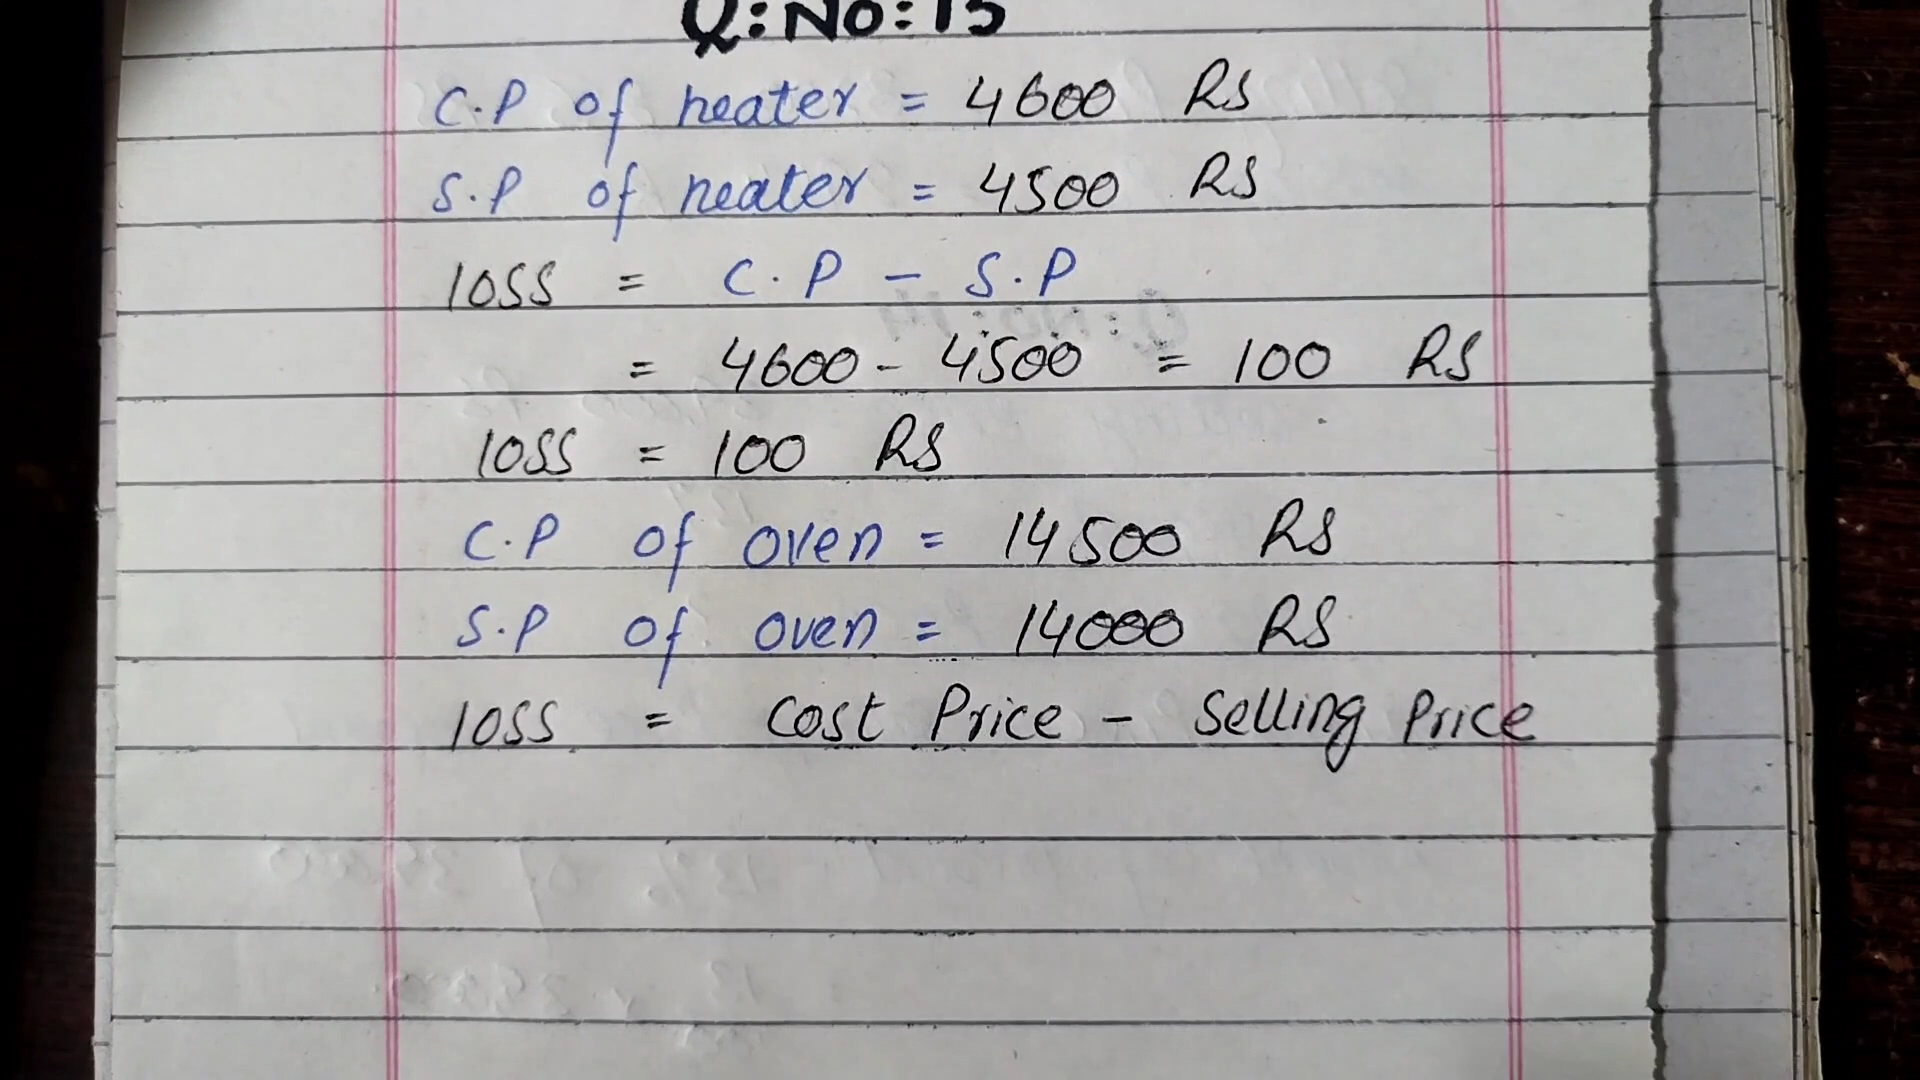 Q:No:15
C.P of heater = 4600 RS
S.P of heater = 4500 RS
loss = C.P - S.P
= 4600 - 4500 = 100 RS
loss = 100 RS
C.P of oven = 14500 RS
S.P of oven = 14000 RS
loss = Cost Price - Selling Price